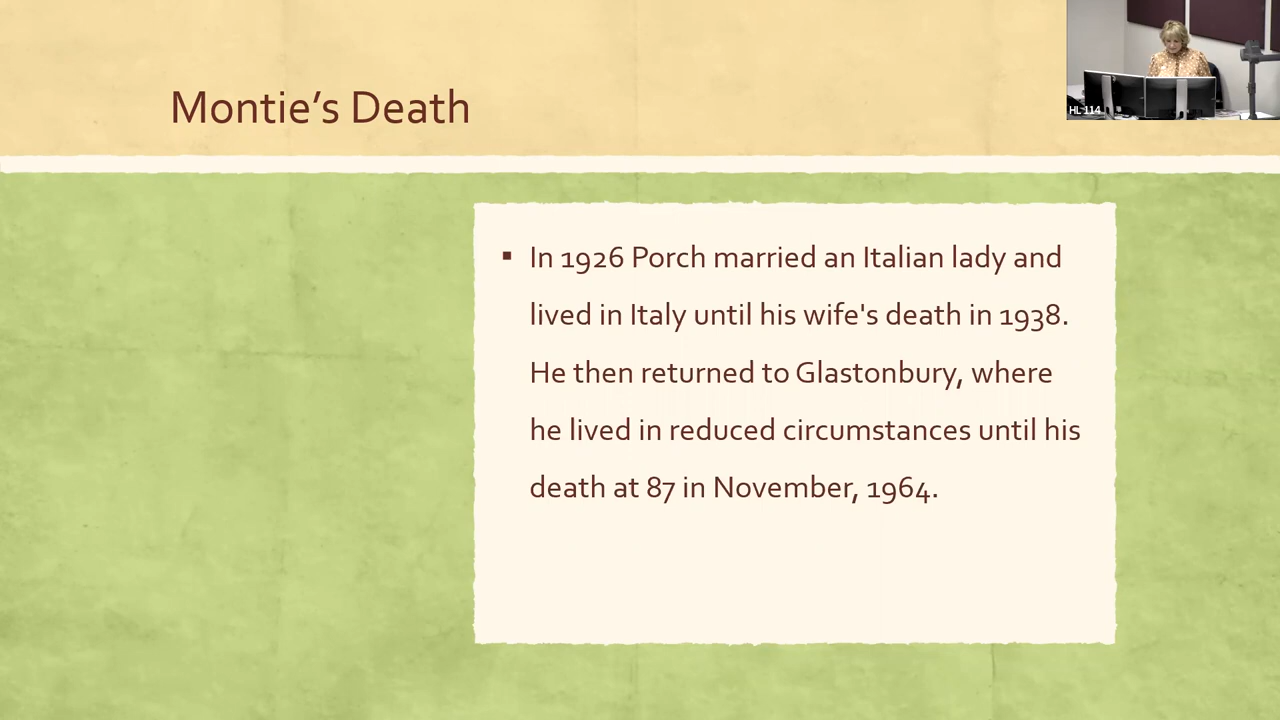 Montie’s Death
HL 114
▪ In 1926 Porch married an Italian lady and
lived in Italy until his wife's death in 1938.
He then returned to Glastonbury, where
he lived in reduced circumstances until his
death at 87 in November, 1964.